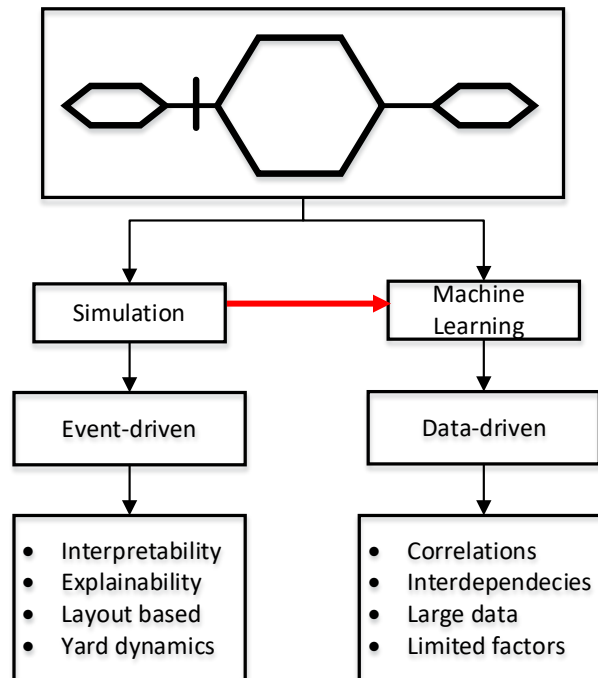 Simulation
Machine
Learning
Event-driven
Data-driven
• Interpretability
• Explainability
• Layout based
• Yard dynamics
• Correlations
• Interdependecies
• Large data
• Limited factors